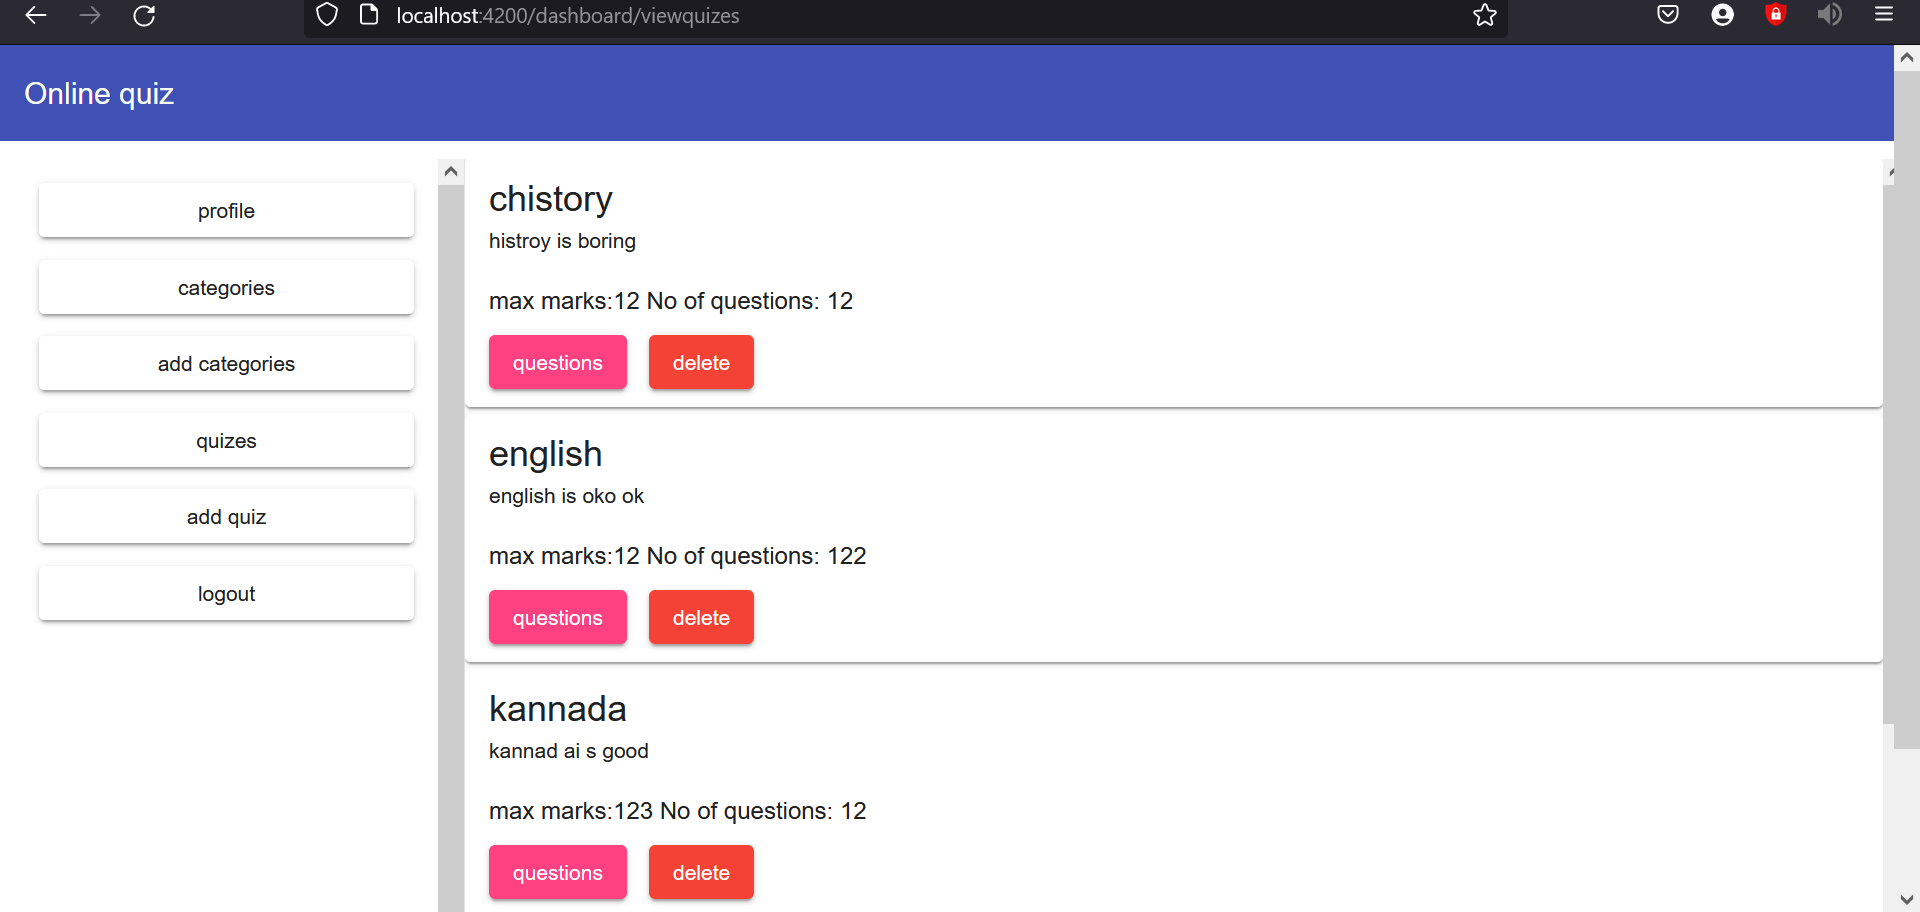 localhost:4200/dashboard/viewquizes
Online quiz
profile
categories
add categories
quizes
add quiz
logout
chistory
histroy is boring
max marks:12 No of questions: 12
questions delete
english
english is oko ok
max marks:12 No of questions: 122
questions delete
kannada
kannad ai s good
max marks:123 No of questions: 12
questions delete